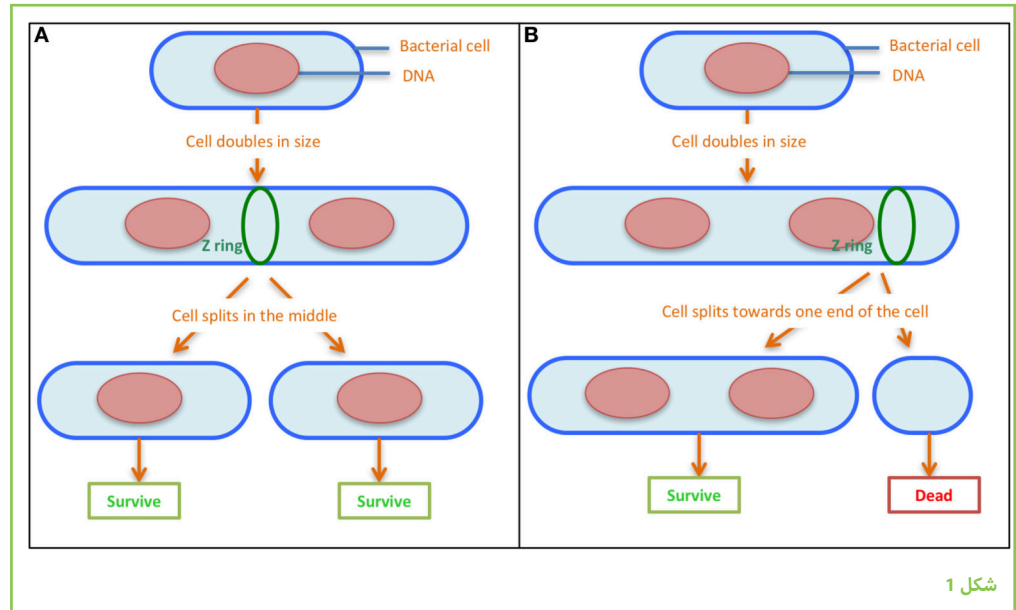 A
Bacterial cell
DNA
Cell doubles in size
Z ring
Cell splits in the middle
Survive
Survive
B
Bacterial cell
DNA
Cell doubles in size
Z ring
Cell splits towards one end of the cell
Survive
Dead
شكل 1